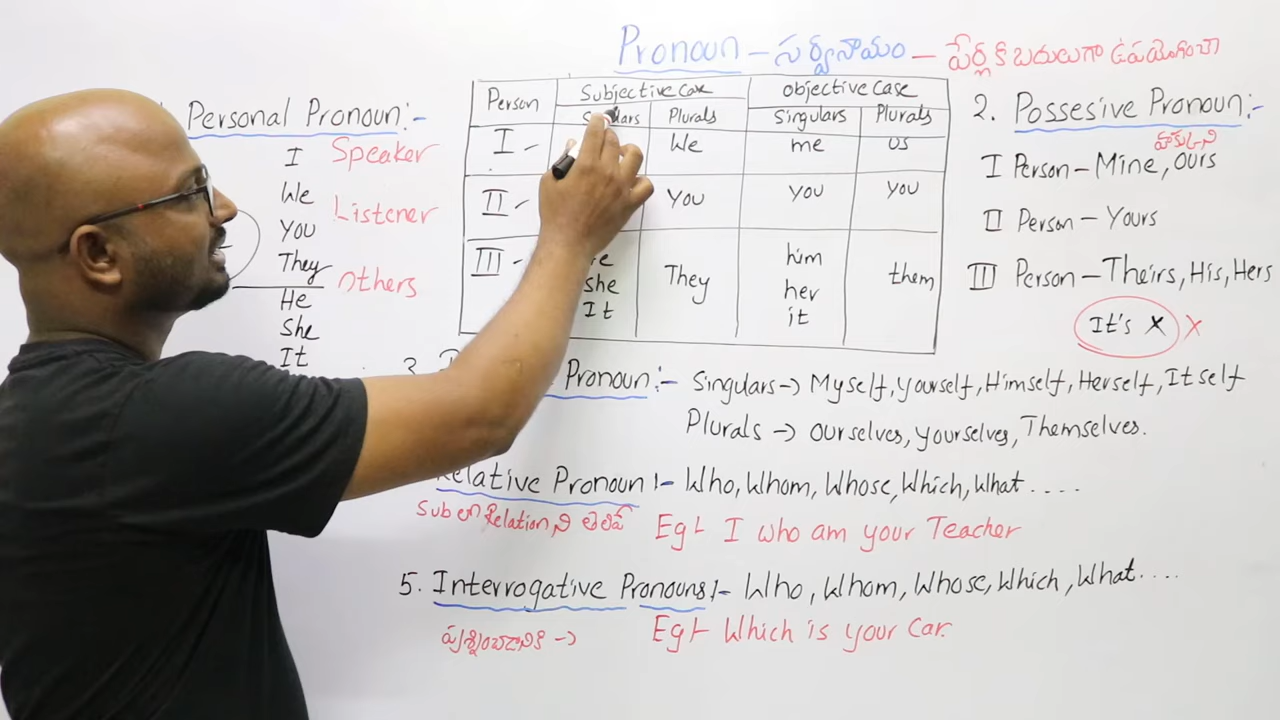 Pronoun - సర్వనామం - పేర్లకి బదులుగా ఉపయోగించా
Personal Pronoun:-
I Speaker
We
You Listener
They
Others
He
She
It
Person Subjective Case objective case
Plurals Singulars Plurals
I - We me us
II - You you you
III - They him them
She her
It it
2. Possesive Pronoun:-
I Person - Mine, ours
II Person - Yours
III Person - Theirs, His, Hers
It's x x
3. Pronoun:- Singulars -> Myself, Yourself, Himself, Herself, Itself
Plurals -> ourselves, yourselves, Themselves.
Relative Pronoun :- Who, Whom, Whose, Which, What ....
Sub Relation ని
Eg:- I who am your Teacher
5. Interrogative Pronouns:- Who, Whom, Whose, Which, What....
Eg:- Which is your Car.